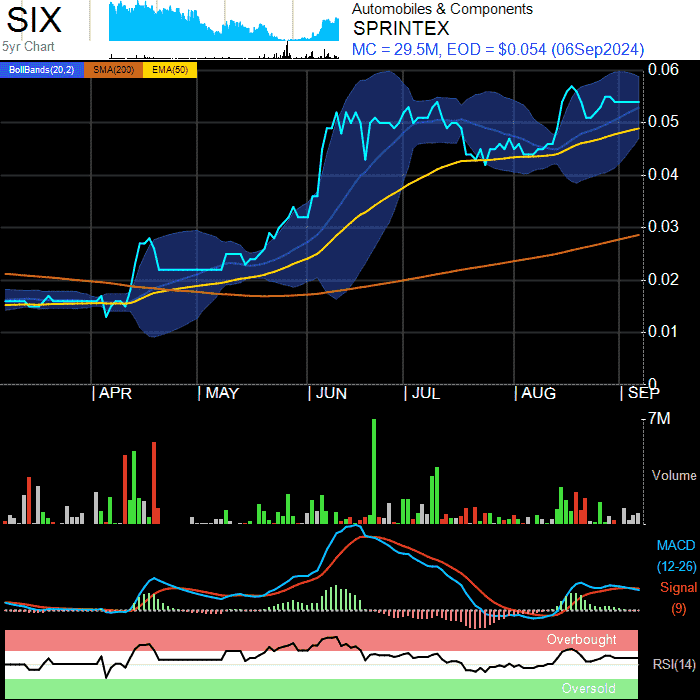 SIX
5yr Chart
Automobiles & Components
SPRINTEX
MC = 29.5M, EOD = $0.054 (06Sep2024)
BollBands(20,2) SMA(200) EMA(50)
0.06
0.05
0.04
0.03
0.02
0.01
0
APR MAY JUN JUL AUG SEP
7M
Volume
MACD
(12-26)
Signal
(9)
Overbought
RSI(14)
Oversold